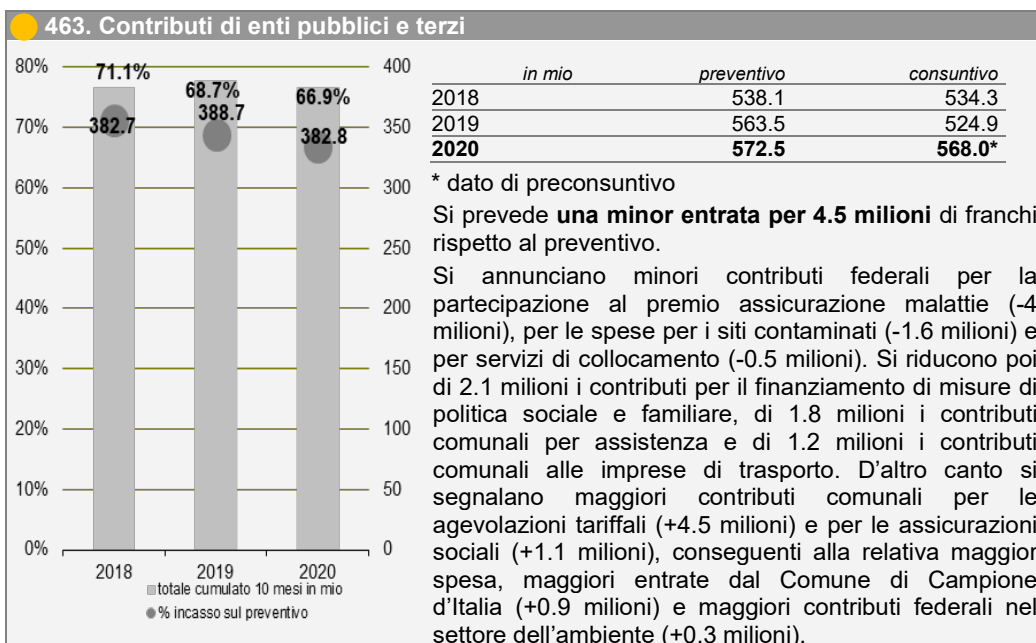 463. Contributi di enti pubblici e terzi
80%
70%
60%
50%
40%
30%
20%
10%
0%
71.1%
382.7
68.7%
388.7
66.9%
382.8
400
350
300
250
200
150
100
50
0
2018 2019 2020
totale cumulato 10 mesi in mio
% incasso sul preventivo
in mio preventivo consuntivo
2018 538.1 534.3
2019 563.5 524.9
2020 572.5 568.0*
* dato di preconsuntivo
Si prevede una minor entrata per 4.5 milioni di franchi
rispetto al preventivo.
Si annunciano minori contributi federali per la
partecipazione al premio assicurazione malattie (-4
milioni), per le spese per i siti contaminati (-1.6 milioni) e
per servizi di collocamento (-0.5 milioni). Si riducono poi
di 2.1 milioni i contributi per il finanziamento di misure di
politica sociale e familiare, di 1.8 milioni i contributi
comunali per assistenza e di 1.2 milioni i contributi
comunali alle imprese di trasporto. D’altro canto si
segnalano maggiori contributi comunali per le
agevolazioni tariffali (+4.5 milioni) e per le assicurazioni
sociali (+1.1 milioni), conseguenti alla relativa maggior
spesa, maggiori entrate dal Comune di Campione
d’Italia (+0.9 milioni) e maggiori contributi federali nel
settore dell’ambiente (+0.3 milioni).